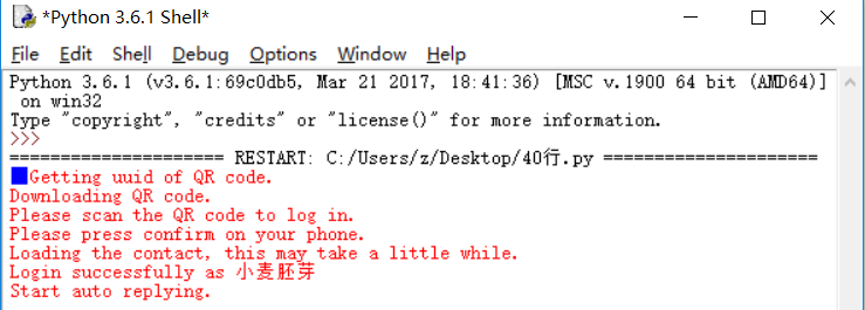 *Python 3.6.1 Shell*
File Edit Shell Debug Options Window Help
Python 3.6.1 (v3.6.1:69c0db5, Mar 21 2017, 18:41:36) [MSC v.1900 64 bit (AMD64)]
on win32
Type "copyright", "credits" or "license()" for more information.
>>>
===================== RESTART: C:/Users/z/Desktop/40行.py =====================
Getting uuid of QR code.
Downloading QR code.
Please scan the QR code to log in.
Please press confirm on your phone.
Loading the contact, this may take a little while.
Login successfully as 小麦胚芽
Start auto replying.